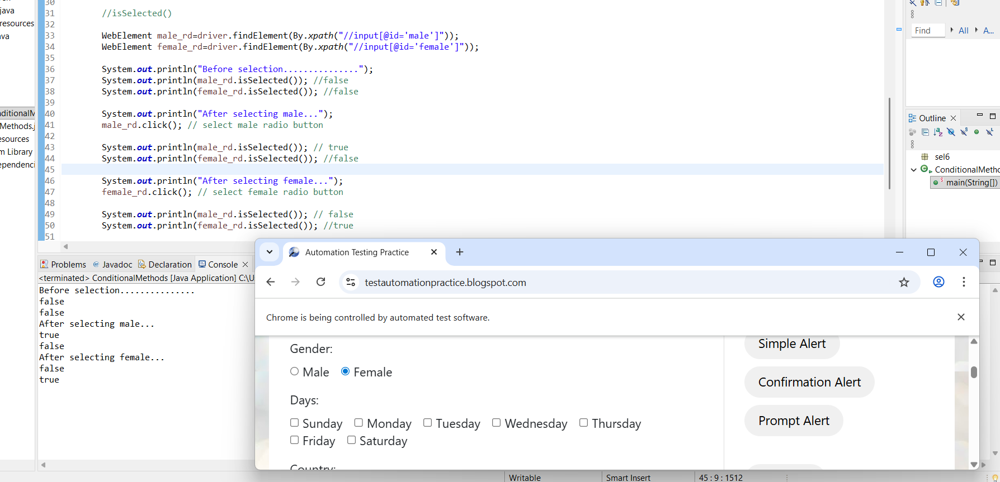 30
java
31 //isSelected()
resources
32
va
33 WebElement male_rd=driver.findElement(By.xpath("//input[@id='male']"));
34 WebElement female_rd=driver.findElement(By.xpath("//input[@id='female']"));
35
36 System.out.println("Before selection...............");
37 System.out.println(male_rd.isSelected()); //false
38 System.out.println(female_rd.isSelected()); //false
39
40 System.out.println("After selecting male...");
41 male_rd.click(); // select male radio button
42
43 System.out.println(male_rd.isSelected()); // true
44 System.out.println(female_rd.isSelected()); //false
45
46 System.out.println("After selecting female...");
47 female_rd.click(); // select female radio button
48
49 System.out.println(male_rd.isSelected()); // false
50 System.out.println(female_rd.isSelected()); //true
51
nditionalM
Methods.j
esources
m Library
ependenci
Find All A...
Outline
sel6
ConditionalMetho
main(String[])
Problems Javadoc Declaration Console
<terminated> ConditionalMethods [Java Application] C:\U
Before selection...............
false
false
After selecting male...
true
false
After selecting female...
false
true
Automation Testing Practice
testautomationpractice.blogspot.com
Chrome is being controlled by automated test software.
Gender:
Male Female
Days:
Sunday Monday Tuesday Wednesday Thursday
Friday Saturday
Country:
Simple Alert
Confirmation Alert
Prompt Alert
Writable Smart Insert 45 : 9 : 1512